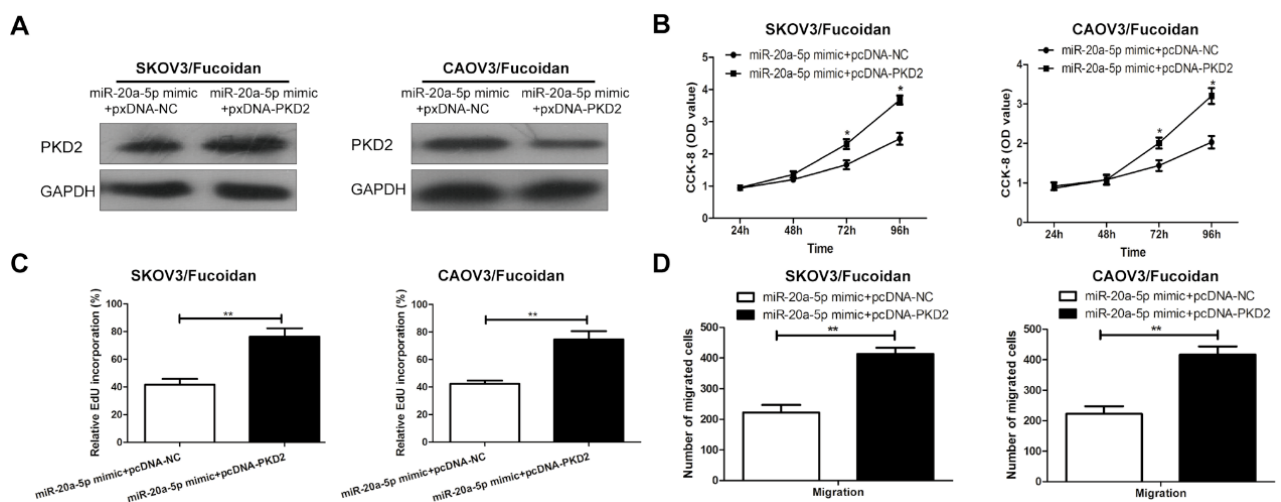 A
SKOV3/Fucoidan
miR-20a-5p mimic miR-20a-5p mimic
+pxDNA-NC +pxDNA-PKD2
PKD2
GAPDH
CAOV3/Fucoidan
miR-20a-5p mimic miR-20a-5p mimic
+pxDNA-NC +pxDNA-PKD2
PKD2
GAPDH
B
SKOV3/Fucoidan
miR-20a-5p mimic+pcDNA-NC
miR-20a-5p mimic+pcDNA-PKD2
CCK-8 (OD value)
5
4
3
2
1
0
* *
24h 48h 72h 96h
Time
CAOV3/Fucoidan
miR-20a-5p mimic+pcDNA-NC
miR-20a-5p mimic+pcDNA-PKD2
CCK-8 (OD value)
4
3
2
1
0
* *
24h 48h 72h 96h
Time
C
SKOV3/Fucoidan
Relative EdU incorporation (%)
100
80
60
40
20
0
**
miR-20a-5p mimic+pcDNA-NC
miR-20a-5p mimic+pcDNA-PKD2
CAOV3/Fucoidan
Relative EdU incorporation (%)
100
80
60
40
20
0
**
miR-20a-5p mimic+pcDNA-NC
miR-20a-5p mimic+pcDNA-PKD2
D
SKOV3/Fucoidan
miR-20a-5p mimic+pcDNA-NC
miR-20a-5p mimic+pcDNA-PKD2
Number of migrated cells
500
400
300
200
100
0
**
Migration
CAOV3/Fucoidan
miR-20a-5p mimic+pcDNA-NC
miR-20a-5p mimic+pcDNA-PKD2
Number of migrated cells
500
400
300
200
100
0
**
Migration